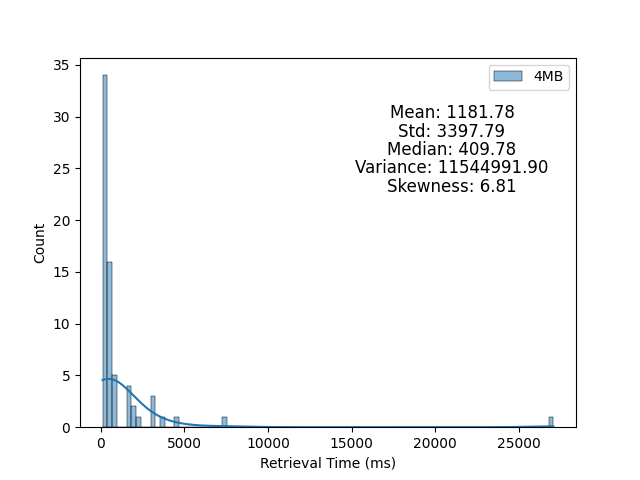 4MB
Mean: 1181.78
Std: 3397.79
Median: 409.78
Variance: 11544991.90
Skewness: 6.81
35
30
25
20
15
10
5
0
Count
0 5000 10000 15000 20000 25000
Retrieval Time (ms)